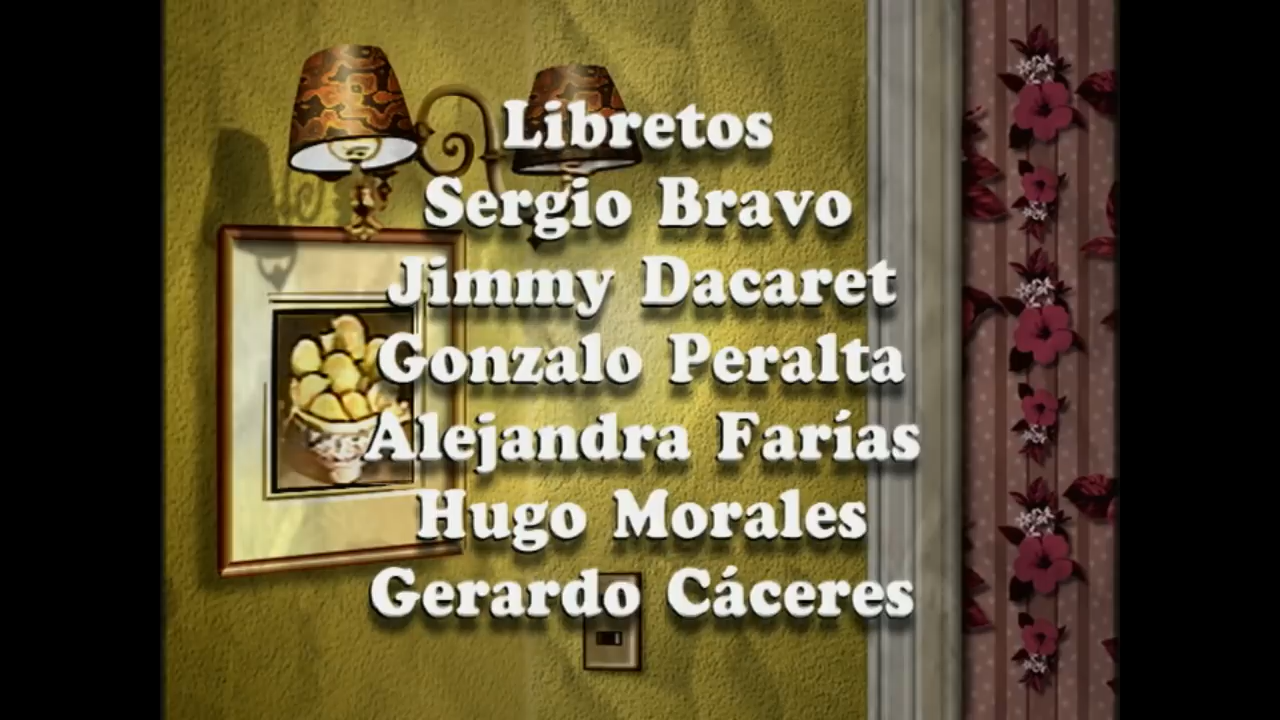 Libretos
Sergio Bravo
Jimmy Dacaret
Gonzalo Peralta
Alejandra Farías
Hugo Morales
Gerardo Cáceres